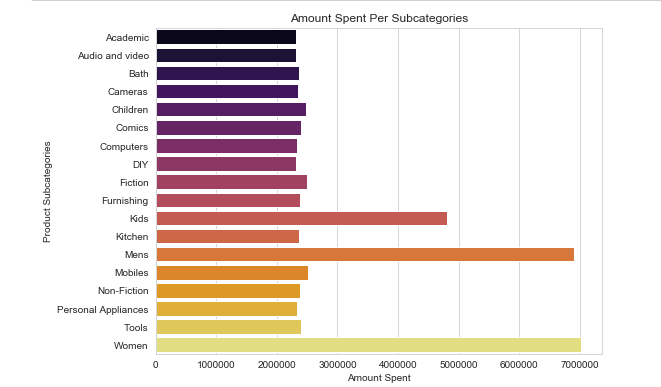 Amount Spent Per Subcategories
Academic
Audio and video
Bath
Cameras
Children
Comics
Computers
DIY
Fiction
Furnishing
Kids
Kitchen
Mens
Mobiles
Non-Fiction
Personal Appliances
Tools
Women
Product Subcategories
0 1000000 2000000 3000000 4000000 5000000 6000000 7000000
Amount Spent